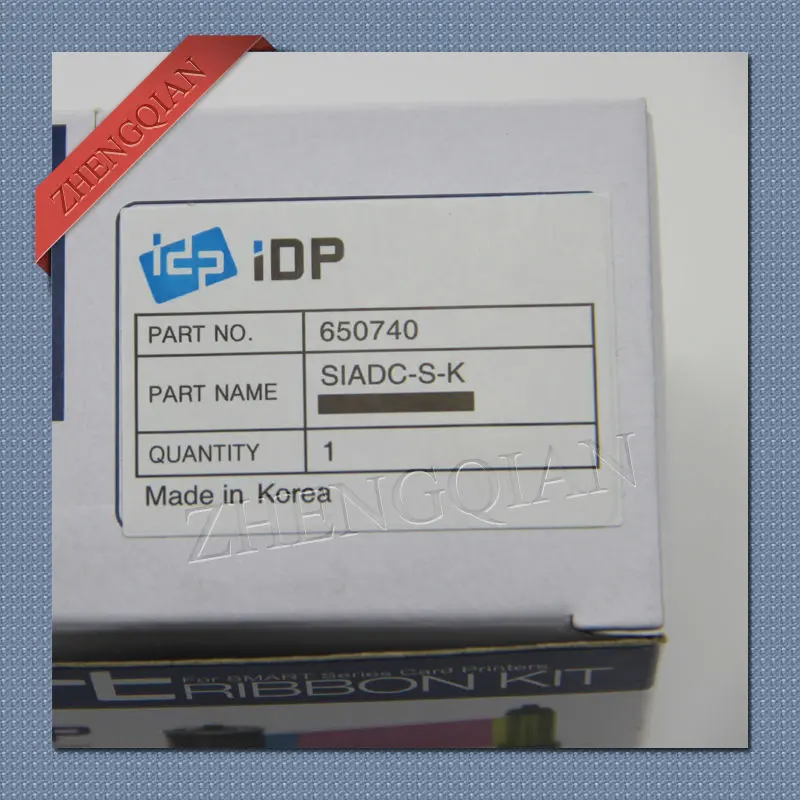 ZHENGQIAN
icp iDP
PART NO. 650740
PART NAME SIADC-S-K
QUANTITY 1
Made in Korea
ZHENGQIAN
For SMART Series Card Printers
RIBBON KIT